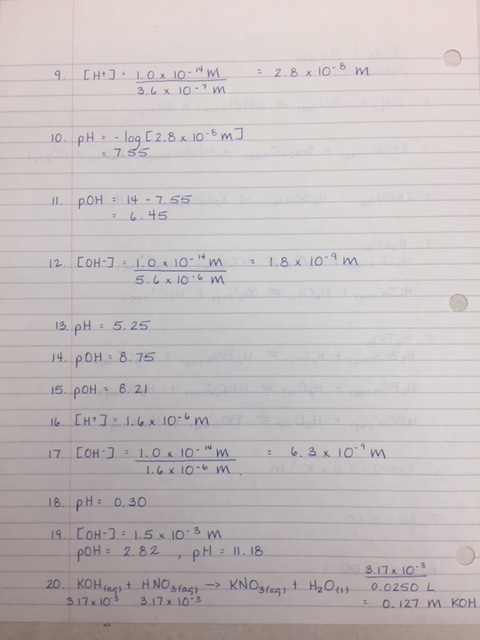 9. [H+] = 1.0 x 10-14 M = 2.8 x 10-8 M
3.6 x 10-7 M
10. pH = -log[2.8 x 10-8 M]
= 7.55
11. pOH = 14 - 7.55
= 6.45
12. [OH-] = 1.0 x 10-14 M = 1.8 x 10-9 M
5.6 x 10-6 M
13. pH = 5.25
14. pOH = 8.75
15. pOH = 8.21
16. [H+] = 1.6 x 10-6 M
17. [OH-] = 1.0 x 10-14 M = 6.3 x 10-9 M
1.6 x 10-6 M
18. pH = 0.30
19. [OH-] = 1.5 x 10-3 M
pOH = 2.82 , pH = 11.18
20. KOH(aq) + HNO3(aq) → KNO3(aq) + H2O(l) 3.17 x 10-3
0.0250 L
3.17 x 10-3 3.17 x 10-3 = 0.127 M KOH